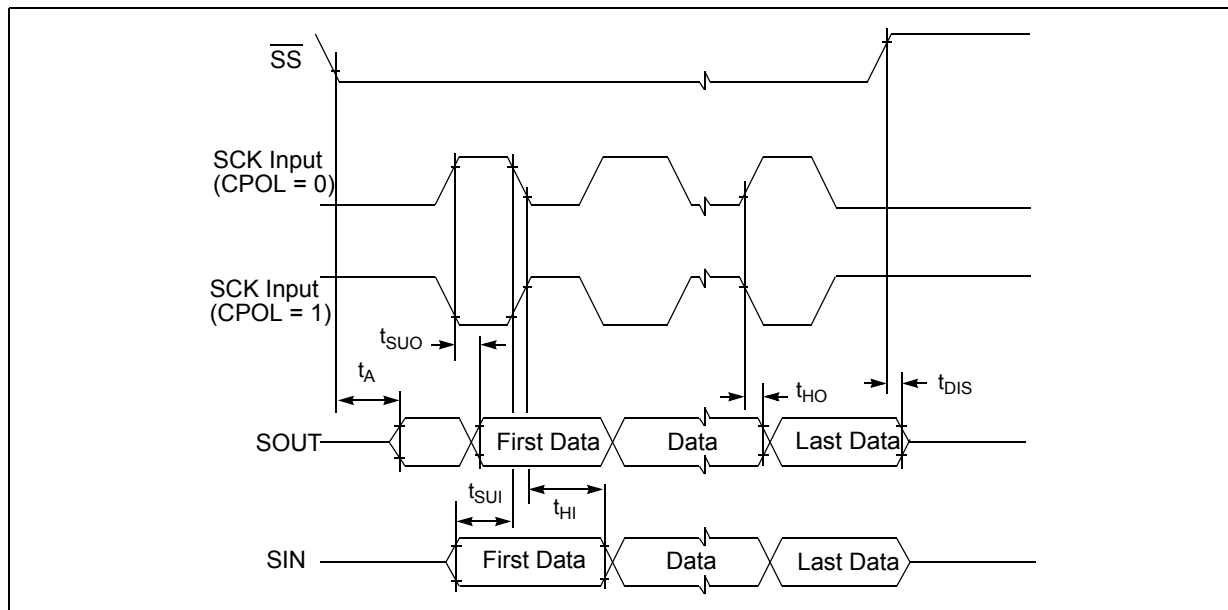 SS
SCK Input
(CPOL = 0)
SCK Input
(CPOL = 1)
tSUO
tA
tHO
tDIS
SOUT
First Data
Data
Last Data
tSUI
tHI
SIN
First Data
Data
Last Data